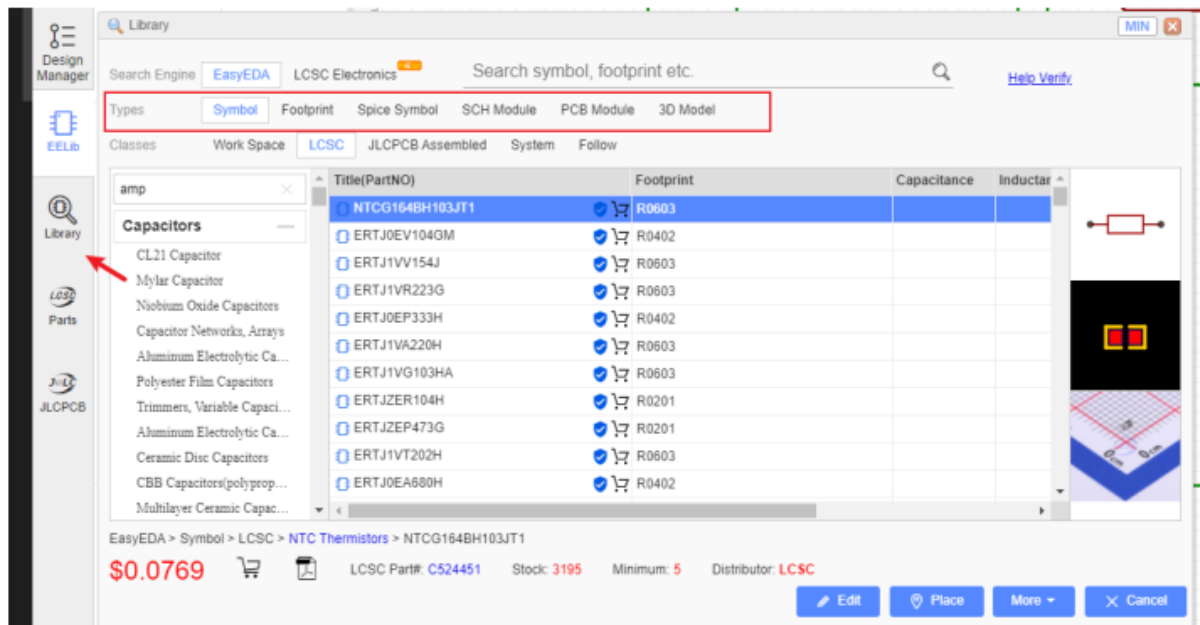 Library
MIN
Design
Manager
Search Engine EasyEDA LCSC Electronics Search symbol, footprint etc. Help Verify
Types Symbol Footprint Spice Symbol SCH Module PCB Module 3D Model
EELib
Classes Work Space LCSC JLCPCB Assembled System Follow
amp
Title(PartNO) Footprint Capacitance Inductar
Capacitors
CL21 Capacitor
Mylar Capacitor
Niobium Oxide Capacitors
Capacitor Networks, Arrays
Aluminum Electrolytic Ca...
Polyester Film Capacitors
Trimmers, Variable Capaci...
Aluminum Electrolytic Ca...
Ceramic Disc Capacitors
CBB Capacitors(polyprop...
Multilayer Ceramic Capac...
NTCG164BH103JT1 R0603
ERTJ0EV104GM R0402
ERTJ1VV154J R0603
ERTJ1VR223G R0603
ERTJ0EP333H R0402
ERTJ1VA220H R0603
ERTJ1VG103HA R0603
ERTJZER104H R0201
ERTJZEP473G R0201
ERTJ1VT202H R0603
ERTJ0EA680H R0402
Library
LCSC
Parts
JLCPCB
EasyEDA > Symbol > LCSC > NTC Thermistors > NTCG164BH103JT1
$0.0769 LCSC Part#: C524451 Stock: 3195 Minimum: 5 Distributor: LCSC
Edit Place More Cancel